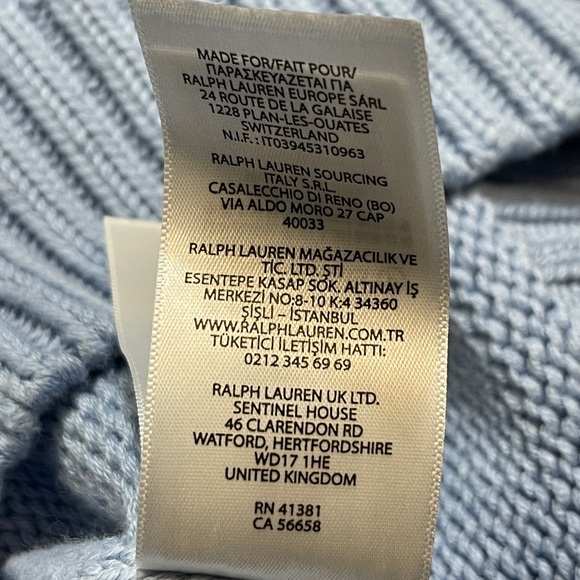 MADE FOR/FAIT POUR/
ΠΑΡΑΣΚΕΥΑΖΕΤΑΙ ΓΙΑ
RALPH LAUREN EUROPE SÁRL
24 ROUTE DE LA GALAISE
1228 PLAN-LES-OUATES
SWITZERLAND
N.I.F.: IT03945310963
RALPH LAUREN SOURCING
ITALY S.R.L.
CASALECCHIO DI RENO (BO)
VIA ALDO MORO 27 CAP
40033
RALPH LAUREN MAĞAZACILIK VE
TİC. LTD. ŞTİ
ESENTEPE KASAP SOK. ALTINAY İŞ
MERKEZİ NO:8-10 K:4 34360
ŞİŞLİ – İSTANBUL
WWW.RALPHLAUREN.COM.TR
TÜKETİCİ İLETİŞİM HATTI:
0212 345 69 69
RALPH LAUREN UK LTD.
SENTINEL HOUSE
46 CLARENDON RD
WATFORD, HERTFORDSHIRE
WD17 1HE
UNITED KINGDOM
RN 41381
CA 56658